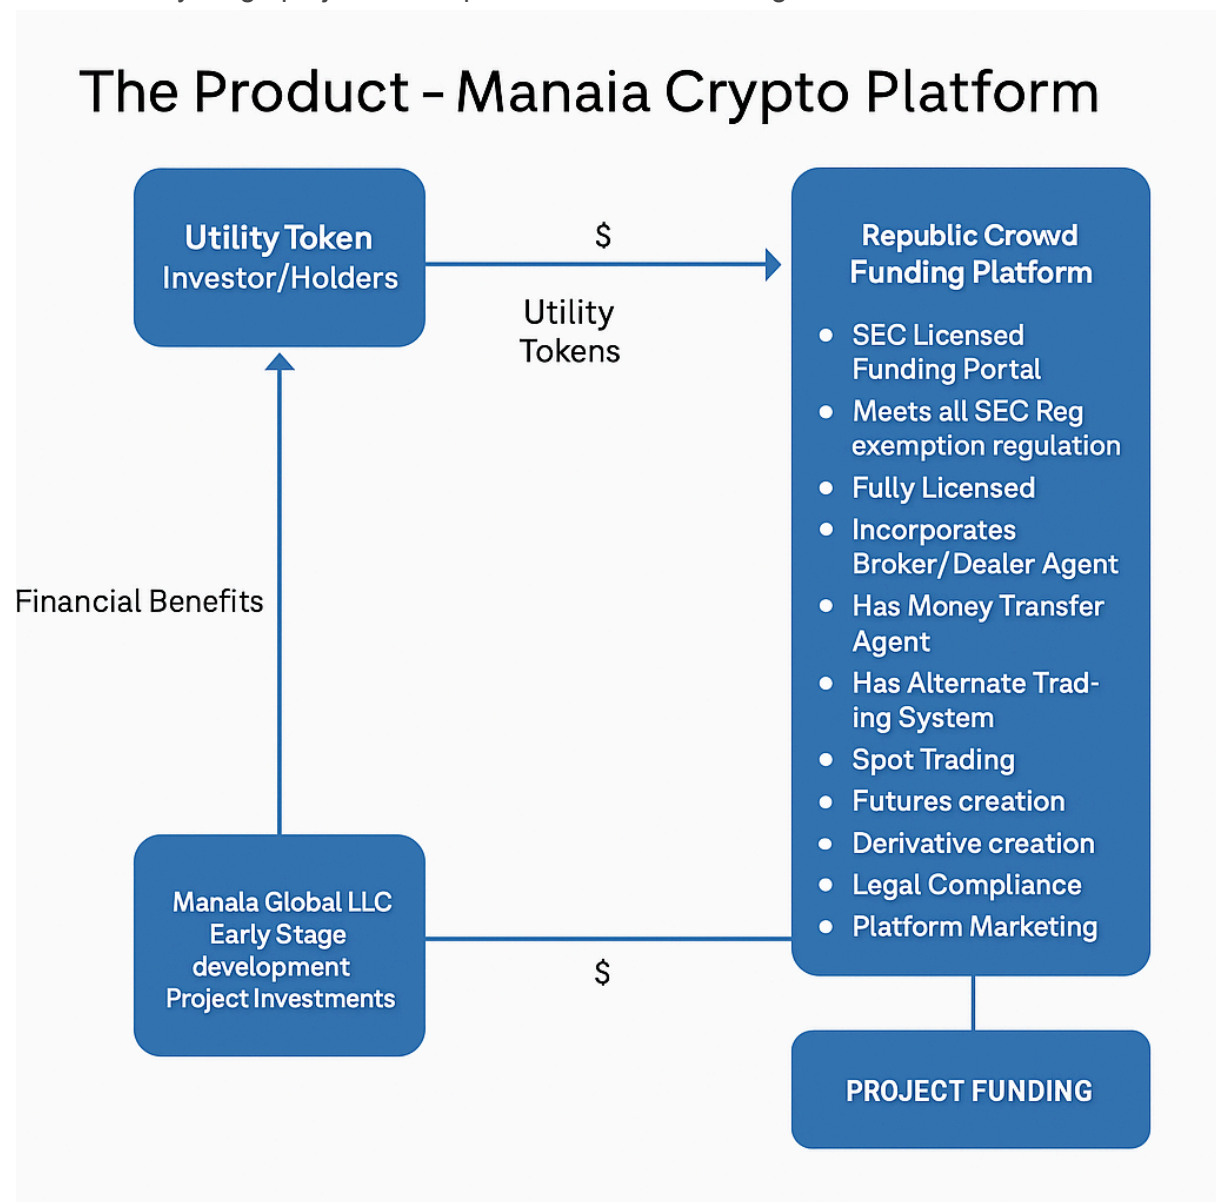 The Product - Manaia Crypto Platform
Utility Token
Investor/Holders
$
Utility
Tokens
Republic Crowd
Funding Platform
• SEC Licensed
Funding Portal
• Meets all SEC Reg
exemption regulation
• Fully Licensed
• Incorporates
Broker/Dealer Agent
• Has Money Transfer
Agent
• Has Alternate Trad-
ing System
• Spot Trading
• Futures creation
• Derivative creation
• Legal Compliance
• Platform Marketing
Financial Benefits
Manala Global LLC
Early Stage
development
Project Investments
$
PROJECT FUNDING